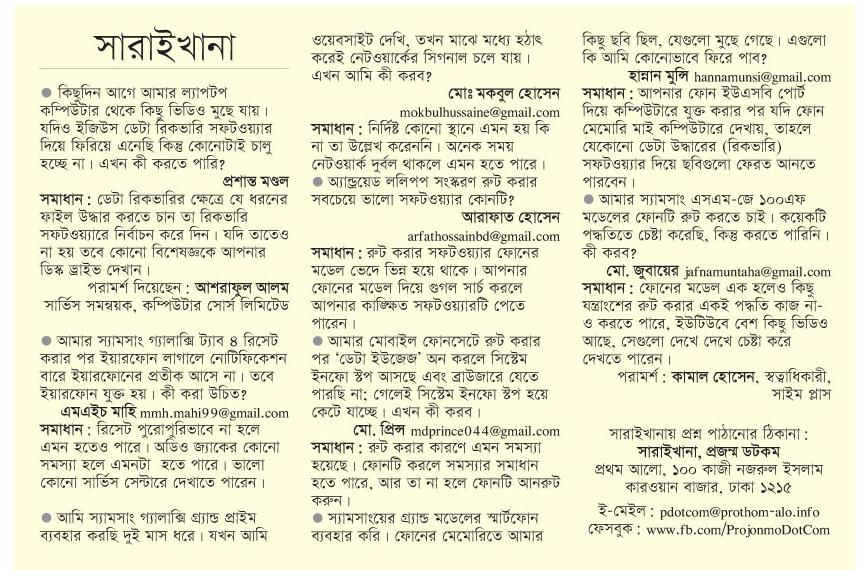 সারাইখানা
● কিছুদিন আগে আমার ল্যাপটপ
কম্পিউটার থেকে কিছু ভিডিও মুছে যায়।
যদিও ইজিউস ডেটা রিকভারি সফটওয়্যার
দিয়ে ফিরিয়ে এনেছি কিন্তু কোনোটাই চালু
হচ্ছে না। এখন কী করতে পারি?
প্রশান্ত মণ্ডল
সমাধান : ডেটা রিকভারির ক্ষেত্রে যে ধরনের
ফাইল উদ্ধার করতে চান তা রিকভারি
সফটওয়্যারে নির্বাচন করে দিন। যদি তাতেও
না হয় তবে কোনো বিশেষজ্ঞকে আপনার
ডিস্ক ড্রাইভ দেখান।
পরামর্শ দিয়েছেন : আশরাফুল আলম
সার্ভিস সমন্বয়ক, কম্পিউটার সোর্স লিমিটেড
● আমার স্যামসাং গ্যালাক্সি ট্যাব ৪ রিসেট
করার পর ইয়ারফোন লাগালে নোটিফিকেশন
বারে ইয়ারফোনের প্রতীক আসে না। তবে
ইয়ারফোন যুক্ত হয়। কী করা উচিত?
এমএইচ মাহি mmh.mahi99@gmail.com
সমাধান : রিসেট পুরোপুরিভাবে না হলে
এমন হতেও পারে। অডিও জ্যাকের কোনো
সমস্যা হলে এমনটা হতে পারে। ভালো
কোনো সার্ভিস সেন্টারে দেখাতে পারেন।
● আমি স্যামসাং গ্যালাক্সি গ্র্যান্ড প্রাইম
ব্যবহার করছি দুই মাস ধরে। যখন আমি
ওয়েবসাইট দেখি, তখন মাঝে মধ্যে হঠাৎ
করেই নেটওয়ার্কের সিগনাল চলে যায়।
এখন আমি কী করব?
মোঃ মকবুল হোসেন
mokbulhussaine@gmail.com
সমাধান : নির্দিষ্ট কোনো স্থানে এমন হয় কি
না তা উল্লেখ করেননি। অনেক সময়
নেটওয়ার্ক দুর্বল থাকলে এমন হতে পারে।
● অ্যান্ড্রয়েড ললিপপ সংস্করণ রুট করার
সবচেয়ে ভালো সফটওয়্যার কোনটি?
আরাফাত হোসেন
arfathossainbd@gmail.com
সমাধান : রুট করার সফটওয়্যার ফোনের
মডেল ভেদে ভিন্ন হয়ে থাকে। আপনার
ফোনের মডেল দিয়ে গুগল সার্চ করলে
আপনার কাঙ্ক্ষিত সফটওয়্যারটি পেতে
পারেন।
● আমার মোবাইল ফোনসেটে রুট করার
পর ‘ডেটা ইউজেজ’ অন করলে সিস্টেম
ইনফো স্টপ আসছে এবং ব্রাউজারে যেতে
পারছি না; গেলেই সিস্টেম ইনফো স্টপ হয়ে
কেটে যাচ্ছে। এখন কী করব।
মো. প্রিন্স mdprince044@gmail.com
সমাধান : রুট করার কারণে এমন সমস্যা
হয়েছে। ফোনটি করলে সমস্যার সমাধান
হতে পারে, আর তা না হলে ফোনটি আনরুট
করুন।
● স্যামসাংয়ের গ্র্যান্ড মডেলের স্মার্টফোন
ব্যবহার করি। ফোনের মেমোরিতে আমার
কিছু ছবি ছিল, যেগুলো মুছে গেছে। এগুলো
কি আমি কোনোভাবে ফিরে পাব?
হান্নান মুন্সি hannamunsi@gmail.com
সমাধান : আপনার ফোন ইউএসবি পোর্ট
দিয়ে কম্পিউটারে যুক্ত করার পর যদি ফোন
মেমোরি মাই কম্পিউটারে দেখায়, তাহলে
যেকোনো ডেটা উদ্ধারের (রিকভারি)
সফটওয়্যার দিয়ে ছবিগুলো ফেরত আনতে
পারবেন।
● আমার স্যামসাং এসএম-জে ১০০এফ
মডেলের ফোনটি রুট করতে চাই। কয়েকটি
পদ্ধতিতে চেষ্টা করেছি, কিন্তু করতে পারিনি।
কী করব?
মো. জুবায়ের jafnamuntaha@gmail.com
সমাধান : ফোনের মডেল এক হলেও কিছু
যন্ত্রাংশের রুট করার একই পদ্ধতি কাজ না-
ও করতে পারে, ইউটিউবে বেশ কিছু ভিডিও
আছে, সেগুলো দেখে দেখে চেষ্টা করে
দেখতে পারেন।
পরামর্শ : কামাল হোসেন, স্বত্বাধিকারী,
সাইম প্লাস
সারাইখানায় প্রশ্ন পাঠানোর ঠিকানা :
সারাইখানা, প্রজন্ম ডটকম
প্রথম আলো, ১০০ কাজী নজরুল ইসলাম
কারওয়ান বাজার, ঢাকা ১২১৫
ই-মেইল : pdotcom@prothom-alo.info
ফেসবুক : www.fb.com/ProjonmoDotCom